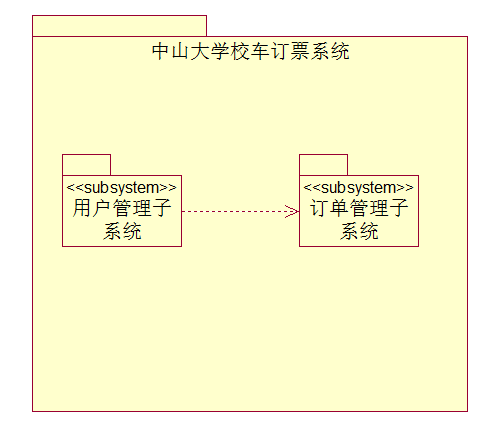 中山大学校车订票系统
<<subsystem>>
用户管理子
系统
<<subsystem>>
订单管理子
系统